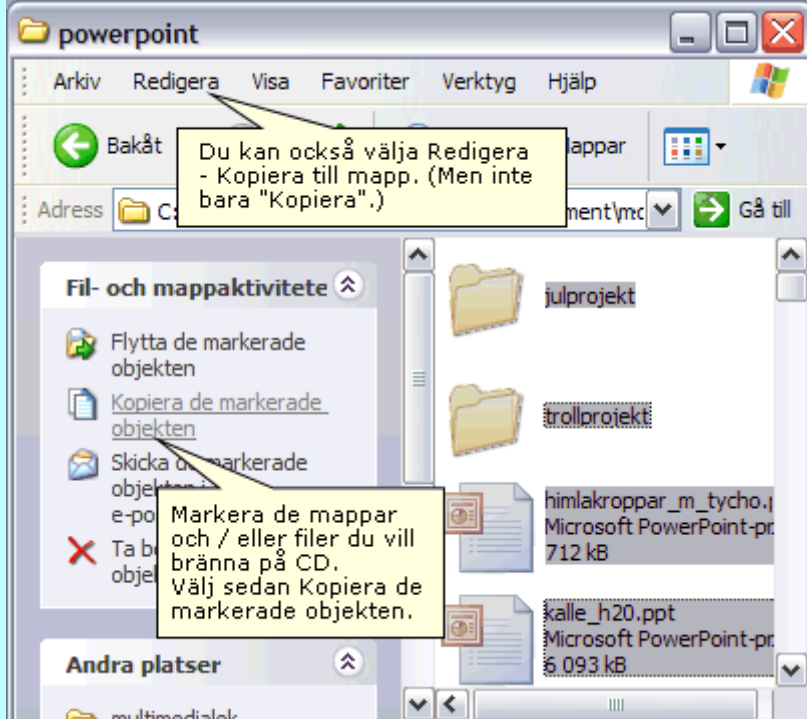 powerpoint
Arkiv Redigera Visa Favoriter Verktyg Hjälp
Bakåt
Du kan också välja Redigera
- Kopiera till mapp. (Men inte
bara "Kopiera".)
Adress C: Gå till
Fil- och mappaktivitete
Flytta de markerade
objekten
Kopiera de markerade
objekten
Skicka de markerade
Markera de mappar
och / eller filer du vill
bränna på CD.
Välj sedan Kopiera de
markerade objekten.
Andra platser
multimedialek
julprojekt
trollprojekt
himlakroppar_m_tycho.
Microsoft PowerPoint-pr
712 kB
kalle_h20.ppt
Microsoft PowerPoint-pr
6 093 kB